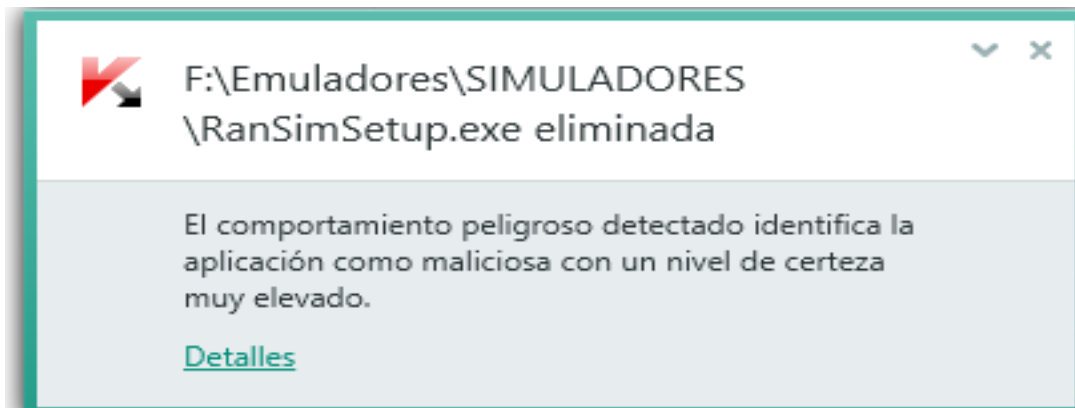 F:\Emuladores\SIMULADORES
\RanSimSetup.exe eliminada
El comportamiento peligroso detectado identifica la
aplicación como maliciosa con un nivel de certeza
muy elevado.
Detalles